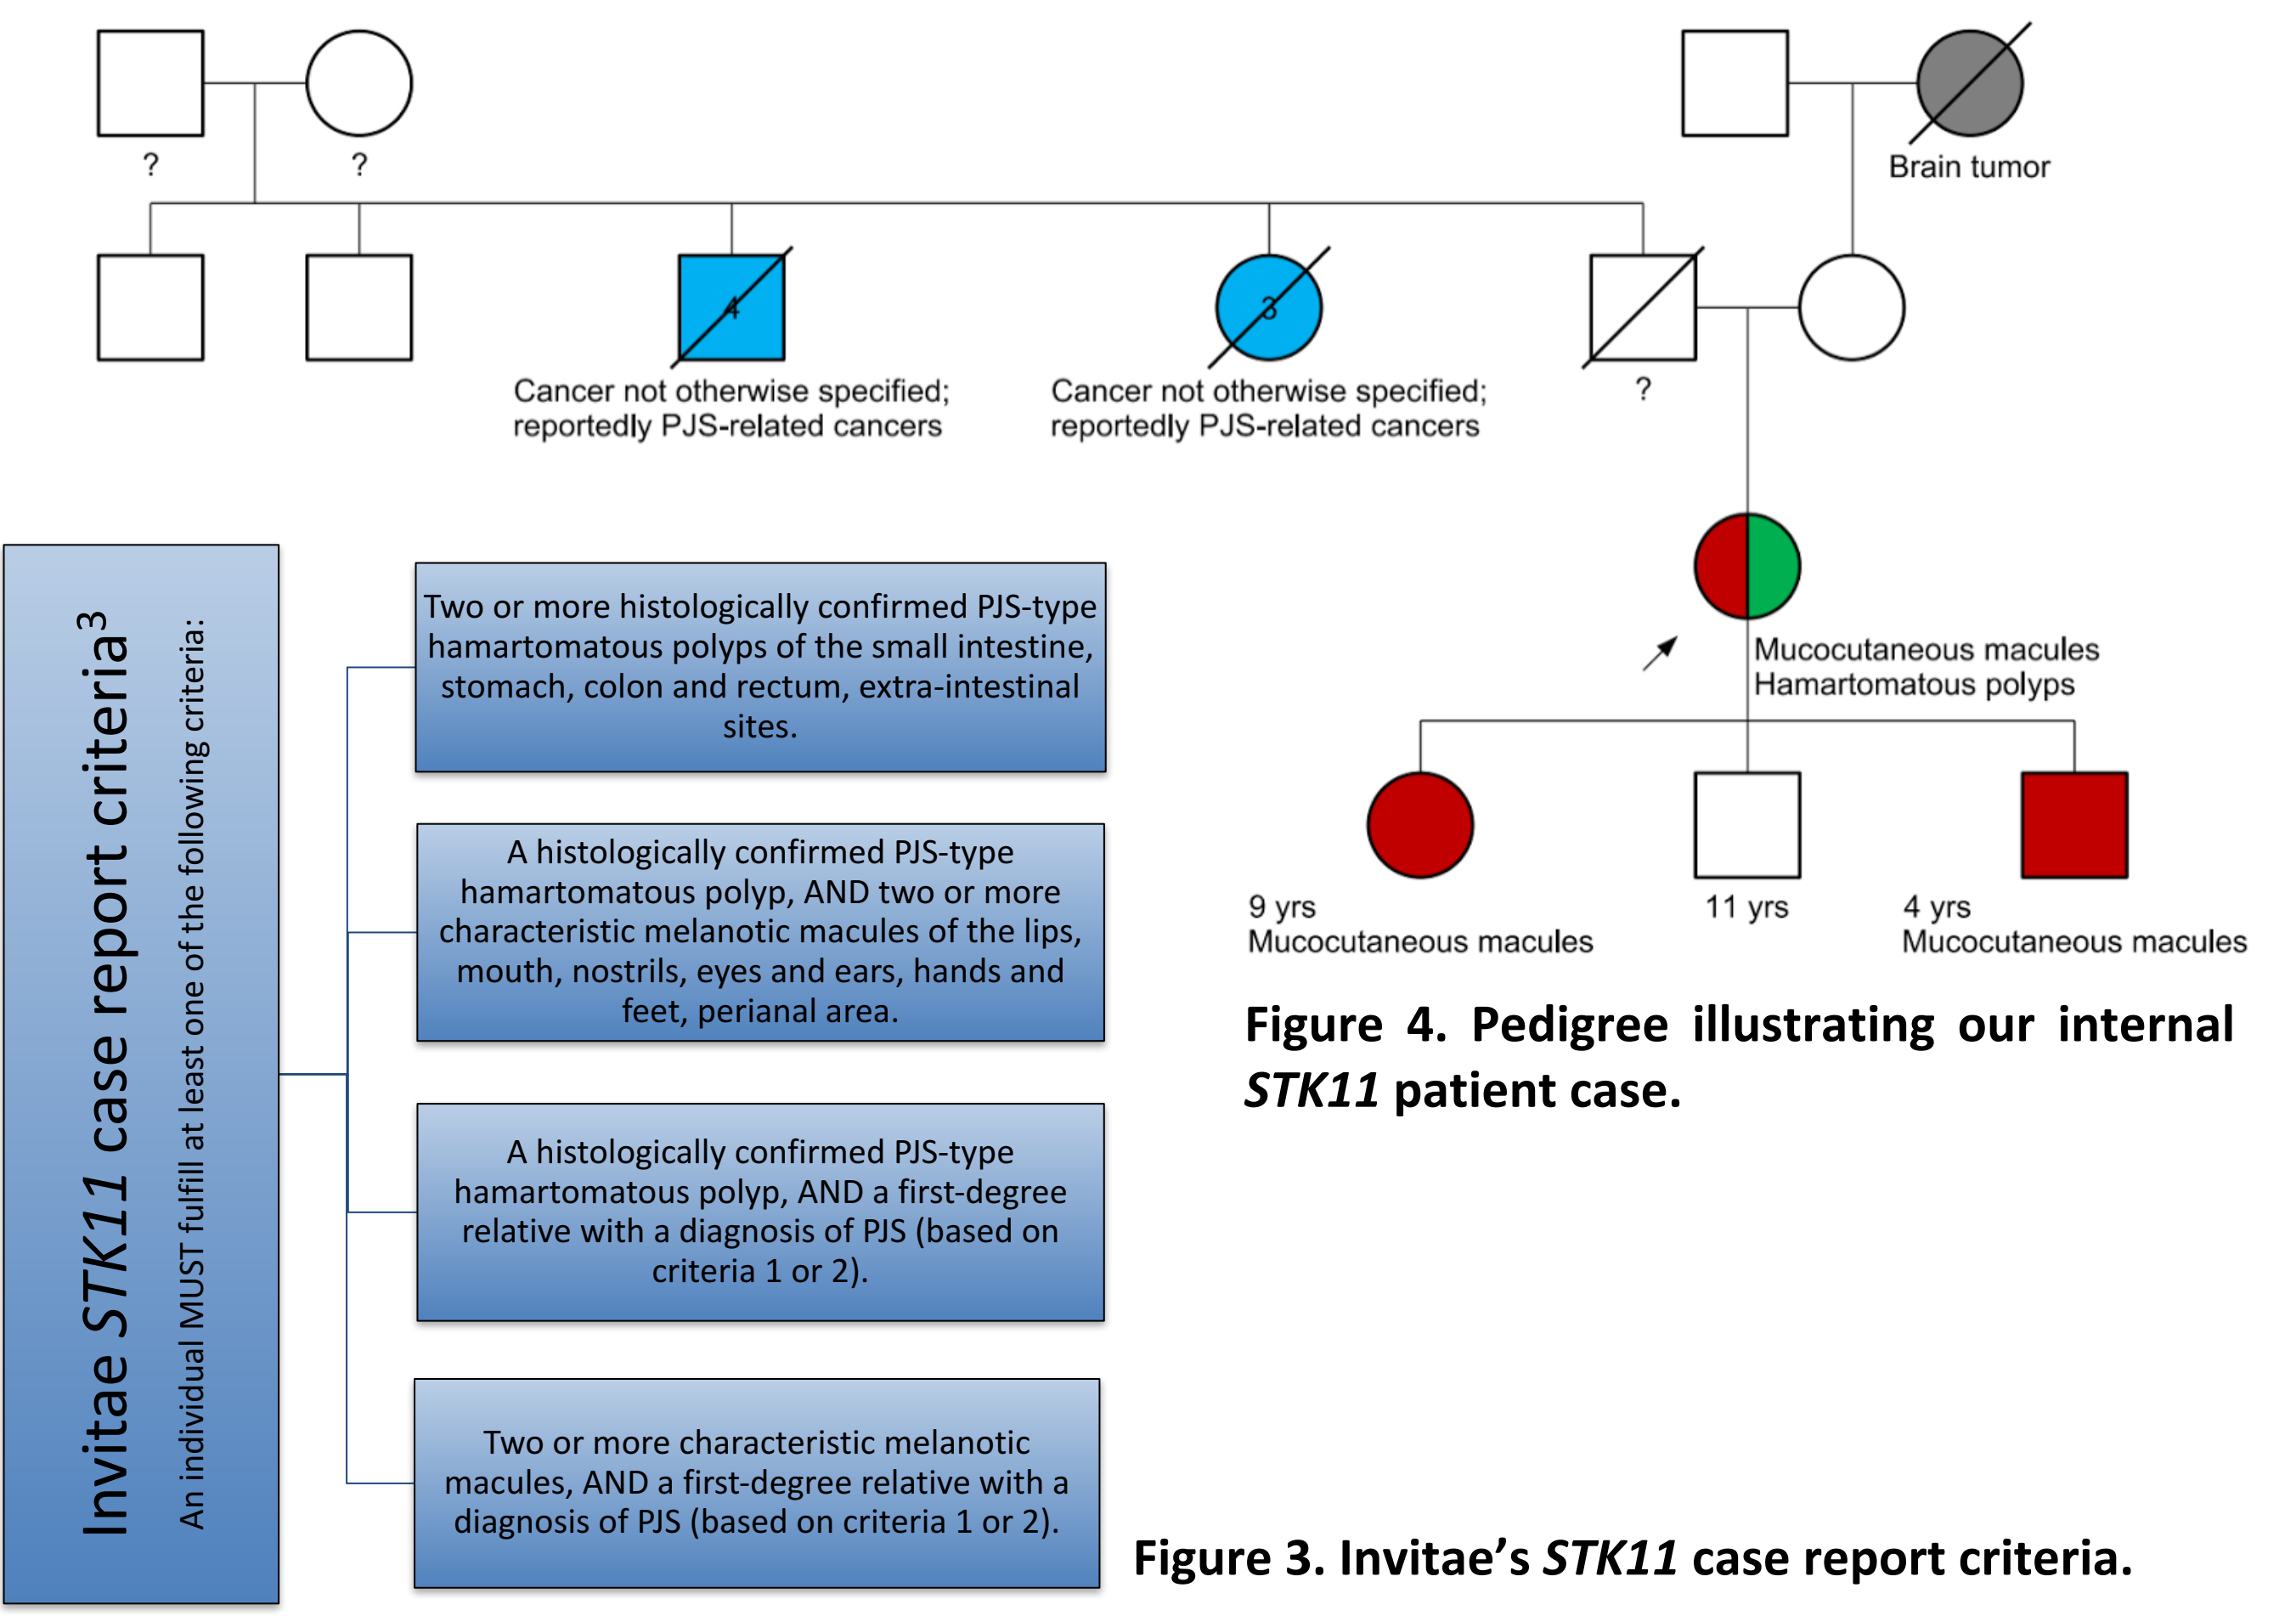 ?
?
Brain tumor
4
3
Cancer not otherwise specified;
reportedly PJS-related cancers
Cancer not otherwise specified;
reportedly PJS-related cancers
?
Mucocutaneous macules
Hamartomatous polyps
9 yrs
Mucocutaneous macules
11 yrs
4 yrs
Mucocutaneous macules
Figure 4. Pedigree illustrating our internal
STK11 patient case.
Invitae STK11 case report criteria³
An individual MUST fulfill at least one of the following criteria:
Two or more histologically confirmed PJS-type
hamartomatous polyps of the small intestine,
stomach, colon and rectum, extra-intestinal
sites.
A histologically confirmed PJS-type
hamartomatous polyp, AND two or more
characteristic melanotic macules of the lips,
mouth, nostrils, eyes and ears, hands and
feet, perianal area.
A histologically confirmed PJS-type
hamartomatous polyp, AND a first-degree
relative with a diagnosis of PJS (based on
criteria 1 or 2).
Two or more characteristic melanotic
macules, AND a first-degree relative with a
diagnosis of PJS (based on criteria 1 or 2).
Figure 3. Invitae’s STK11 case report criteria.